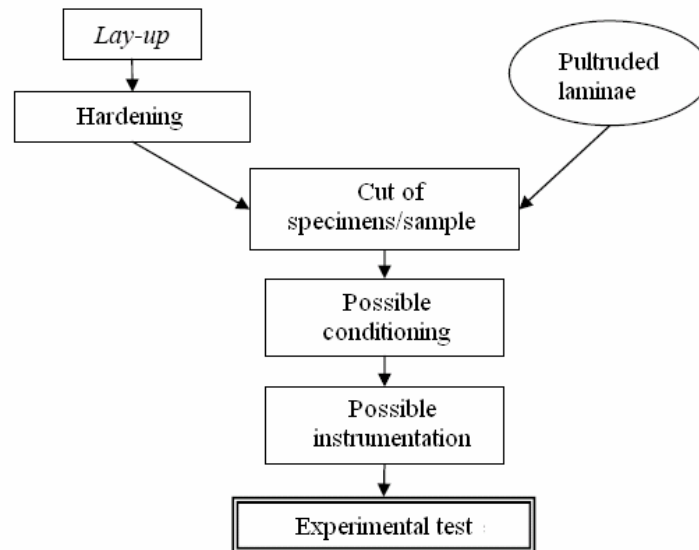 Lay-up
Pultruded
laminae
Hardening
Cut of
specimens/sample
Possible
conditioning
Possible
instrumentation
Experimental test